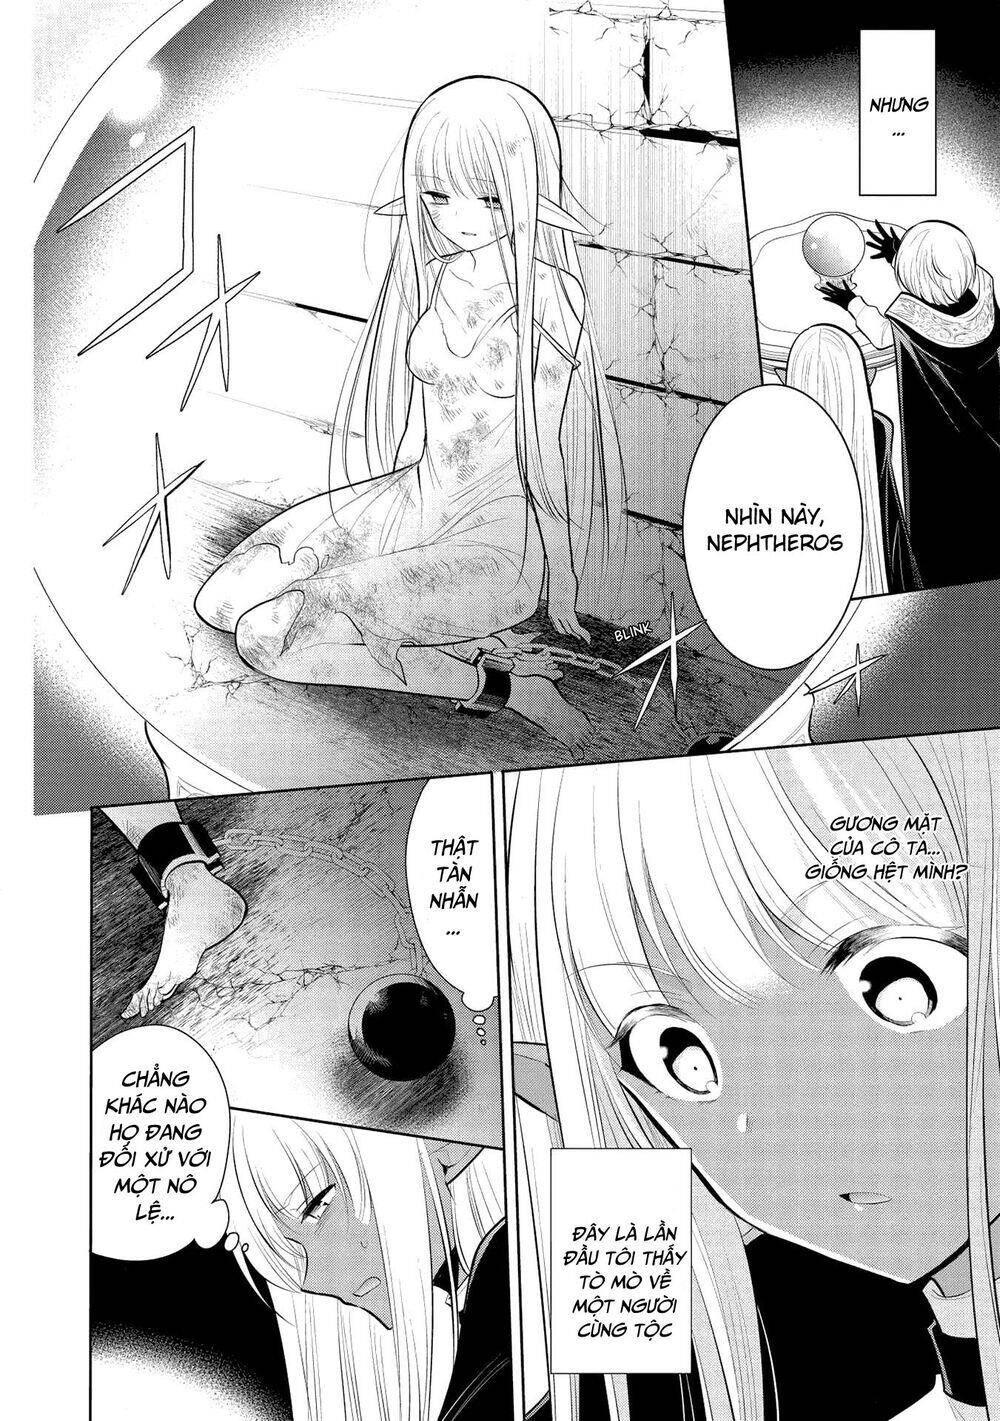 NHƯNG
...
NHÌN NÀY,
NEPHTHEROS
BLINK
GƯƠNG MẶT
CỦA CÔ TA...
GIỐNG HỆT MÌNH?
THẬT
TÀN
NHẪN
...
CHẲNG
KHÁC NÀO
HỌ ĐANG
ĐỐI XỬ VỚI
MỘT NÔ
LỆ...
ĐÂY LÀ LẦN
ĐẦU TÔI THẤY
TÒ MÒ VỀ
MỘT NGƯỜI
CÙNG TỘC